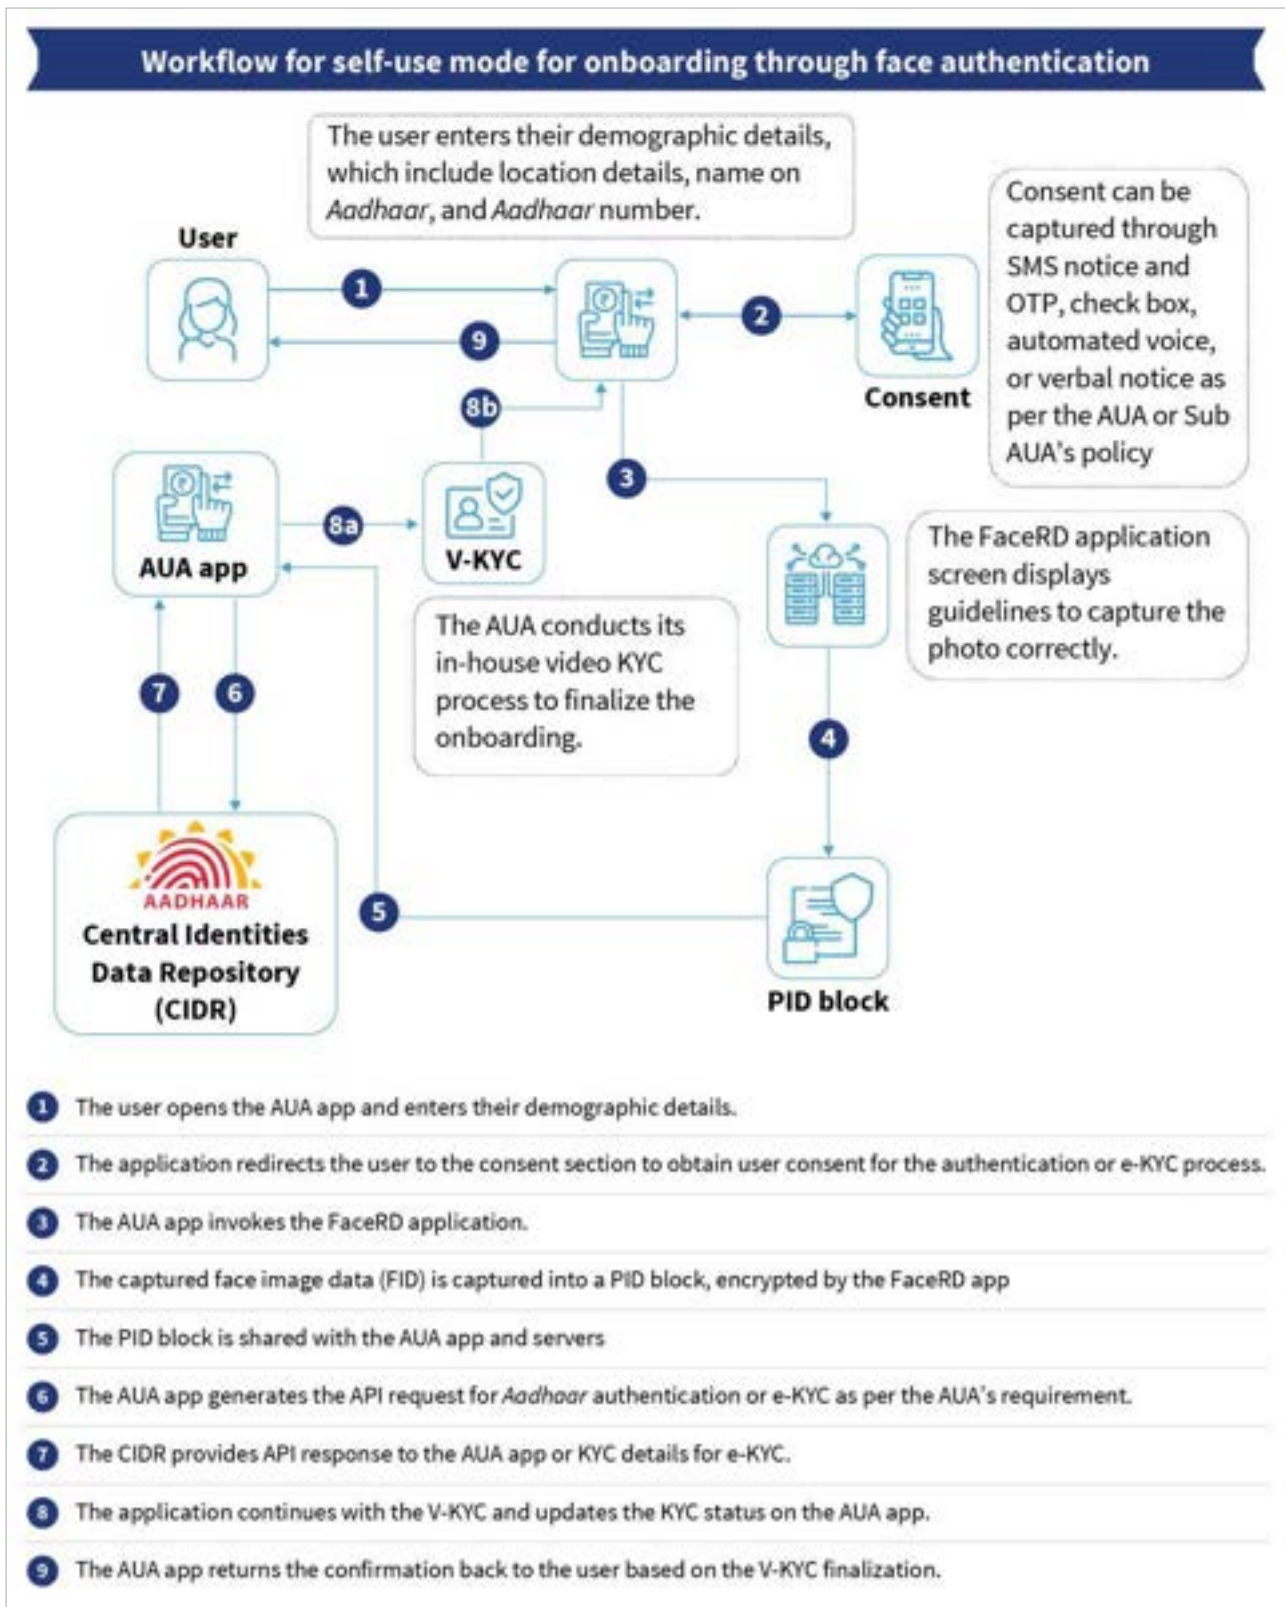 Workflow for self-use mode for onboarding through face authentication
The user enters their demographic details,
which include location details, name on
Aadhaar, and Aadhaar number.
User
1
9
2
Consent
Consent can be
captured through
SMS notice and
OTP, check box,
automated voice,
or verbal notice as
per the AUA or Sub
AUA's policy
8b
3
AUA app
8a
V-KYC
The FaceRD application
screen displays
guidelines to capture the
photo correctly.
The AUA conducts its
in-house video KYC
process to finalize the
onboarding.
7
6
4
AADHAAR
Central Identities
Data Repository
(CIDR)
5
PID block
1 The user opens the AUA app and enters their demographic details.
2 The application redirects the user to the consent section to obtain user consent for the authentication or e-KYC process.
3 The AUA app invokes the FaceRD application.
4 The captured face image data (FID) is captured into a PID block, encrypted by the FaceRD app
5 The PID block is shared with the AUA app and servers
6 The AUA app generates the API request for Aadhaar authentication or e-KYC as per the AUA's requirement.
7 The CIDR provides API response to the AUA app or KYC details for e-KYC.
8 The application continues with the V-KYC and updates the KYC status on the AUA app.
9 The AUA app returns the confirmation back to the user based on the V-KYC finalization.